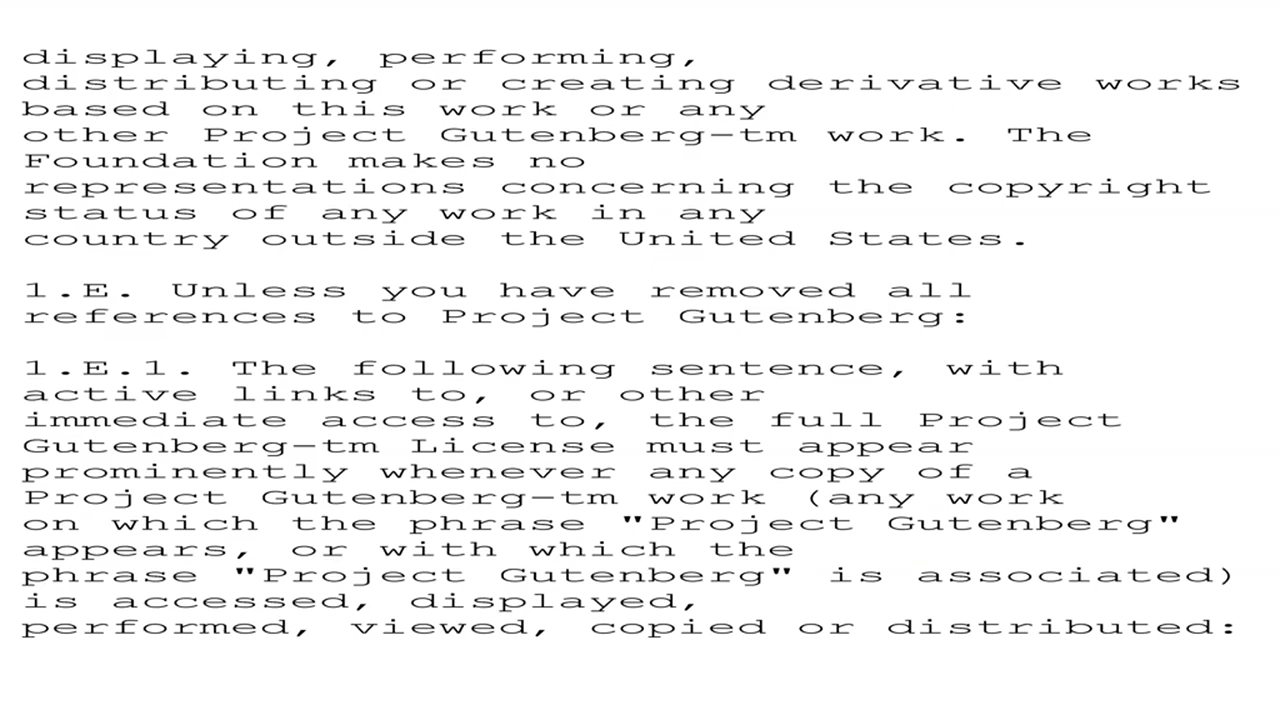 displaying, performing,
distributing or creating derivative works
based on this work or any
other Project Gutenberg-tm work. The
Foundation makes no
representations concerning the copyright
status of any work in any
country outside the United States.
1.E. Unless you have removed all
references to Project Gutenberg:
1.E.1. The following sentence, with
active links to, or other
immediate access to, the full Project
Gutenberg-tm License must appear
prominently whenever any copy of a
Project Gutenberg-tm work (any work
on which the phrase "Project Gutenberg"
appears, or with which the
phrase "Project Gutenberg" is associated)
is accessed, displayed,
performed, viewed, copied or distributed: